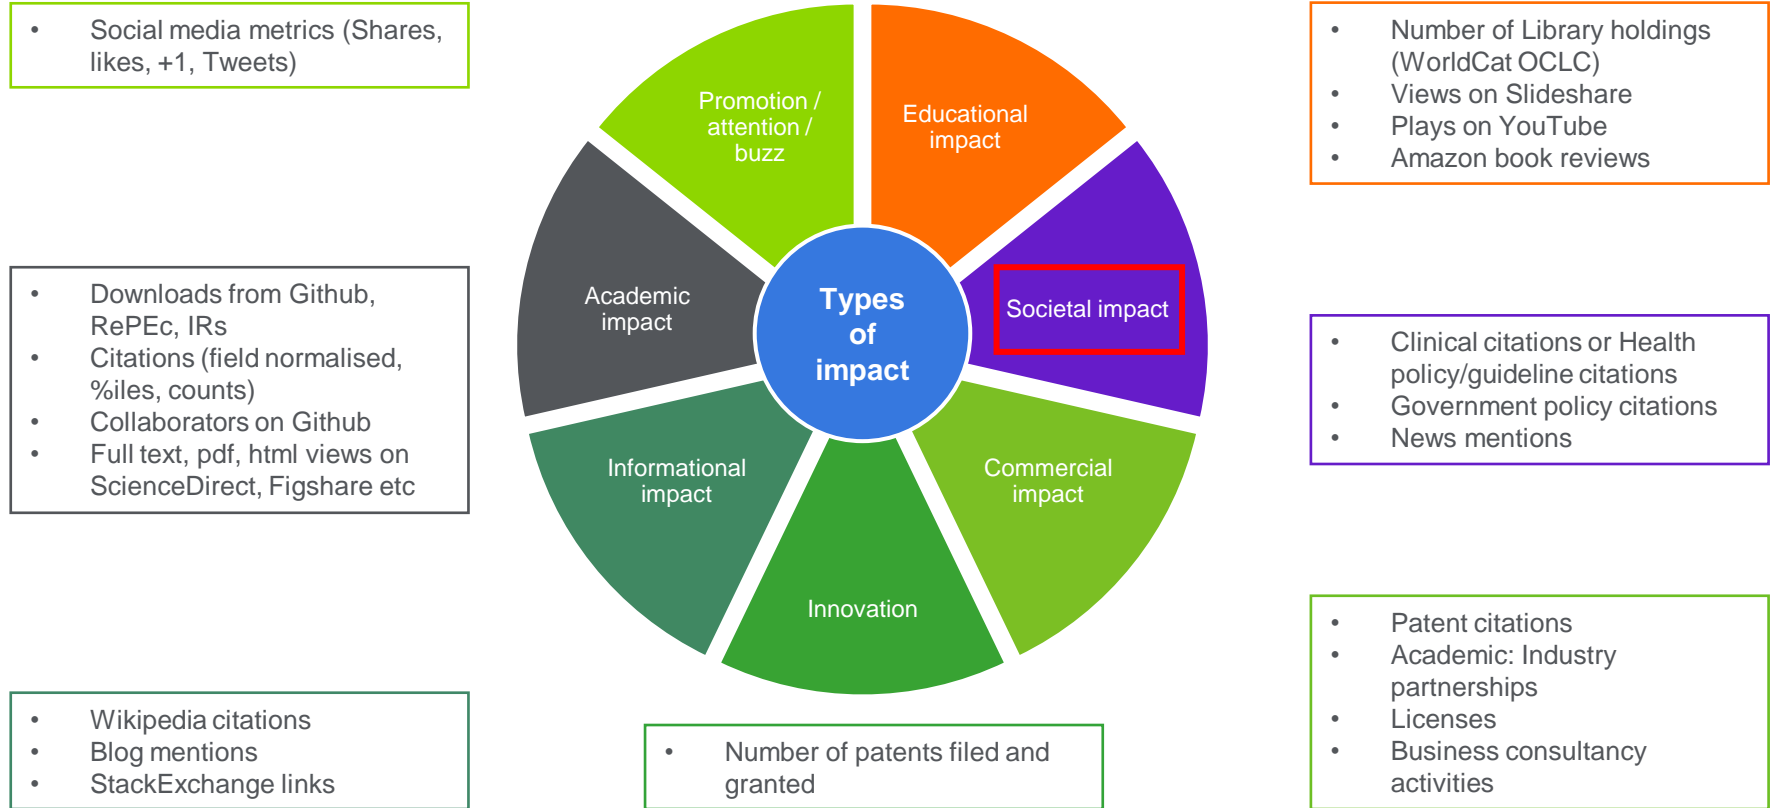 • Social media metrics (Shares,
likes, +1, Tweets)
• Downloads from Github,
RePEc, IRs
• Citations (field normalised,
%iles, counts)
• Collaborators on Github
• Full text, pdf, html views on
ScienceDirect, Figshare etc
• Wikipedia citations
• Blog mentions
• StackExchange links
Promotion /
attention /
buzz
Educational
impact
Academic
impact
Types
of
impact
Societal impact
Informational
impact
Commercial
impact
Innovation
• Number of patents filed and
granted
• Number of Library holdings
(WorldCat OCLC)
• Views on Slideshare
• Plays on YouTube
• Amazon book reviews
• Clinical citations or Health
policy/guideline citations
• Government policy citations
• News mentions
• Patent citations
• Academic: Industry
partnerships
• Licenses
• Business consultancy
activities